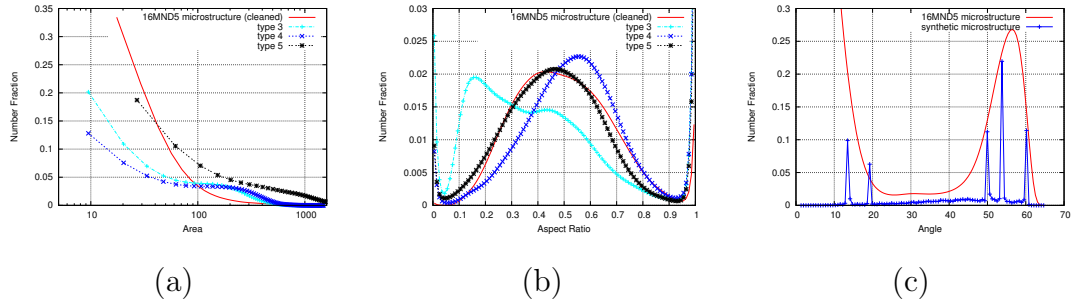 16MND5 microstructure (cleaned)
type 3
type 4
type 5
Number Fraction
0.35
0.3
0.25
0.2
0.15
0.1
0.05
0
10
100
1000
Area
(a)
16MND5 microstructure (cleaned)
type 3
type 4
type 5
Number Fraction
0.03
0.025
0.02
0.015
0.01
0.005
0
0
0.1
0.2
0.3
0.4
0.5
0.6
0.7
0.8
0.9
1
Aspect Ratio
(b)
16MND5 microstructure
synthetic microstructure
Number Fraction
0.3
0.25
0.2
0.15
0.1
0.05
0
0
10
20
30
40
50
60
70
Angle
(c)